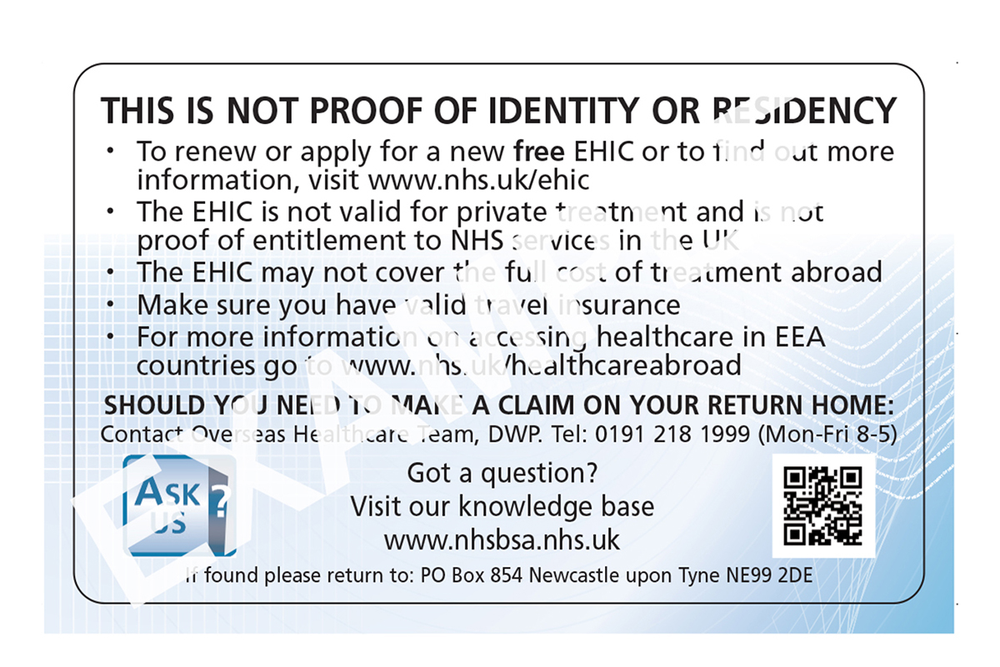 THIS IS NOT PROOF OF IDENTITY OR RESIDENCY
• To renew or apply for a new free EHIC or to find out more
information, visit www.nhs.uk/ehic
• The EHIC is not valid for private treatment and is not
proof of entitlement to NHS services in the UK
• The EHIC may not cover the full cost of treatment abroad
• Make sure you have valid travel insurance
• For more information on accessing healthcare in EEA
countries go to www.nhs.uk/healthcareabroad
SHOULD YOU NEED TO MAKE A CLAIM ON YOUR RETURN HOME:
Contact Overseas Healthcare Team, DWP. Tel: 0191 218 1999 (Mon-Fri 8-5)
ASK
US ?
Got a question?
Visit our knowledge base
www.nhsbsa.nhs.uk
If found please return to: PO Box 854 Newcastle upon Tyne NE99 2DE
EXAMPLE